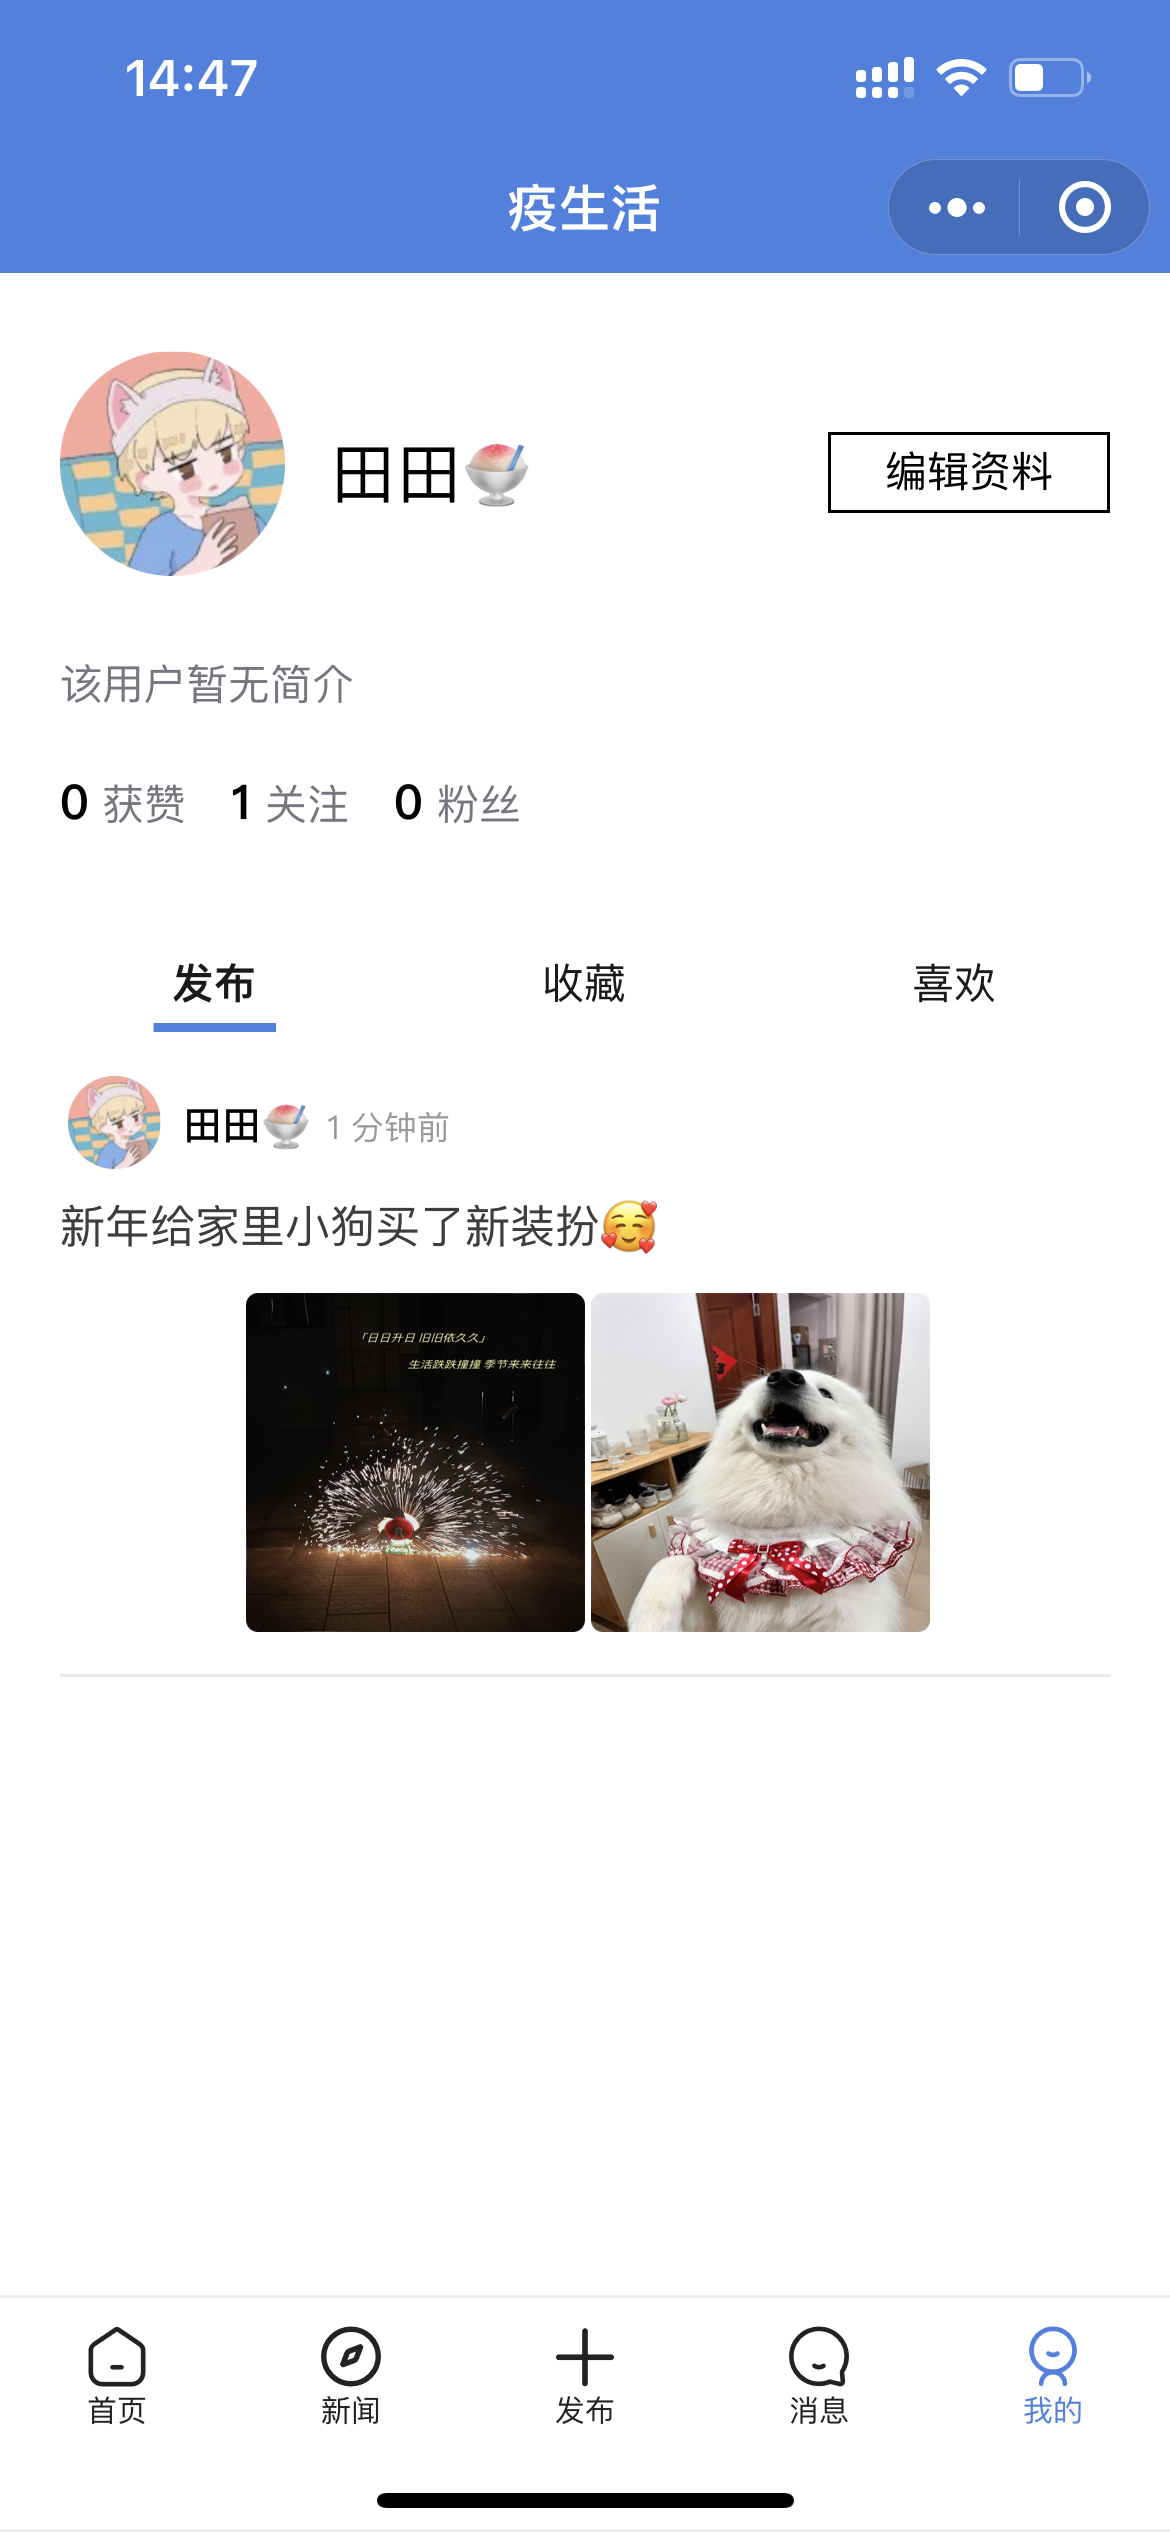 14:47
疫生活
田田🍧
编辑资料
该用户暂无简介
0 获赞 1 关注 0 粉丝
发布 收藏 喜欢
田田🍧 1 分钟前
新年给家里小狗买了新装扮🥰
「日日升日 旧旧依久久」
生活跌跌撞撞 季节来来往往
首页 新闻 发布 消息 我的